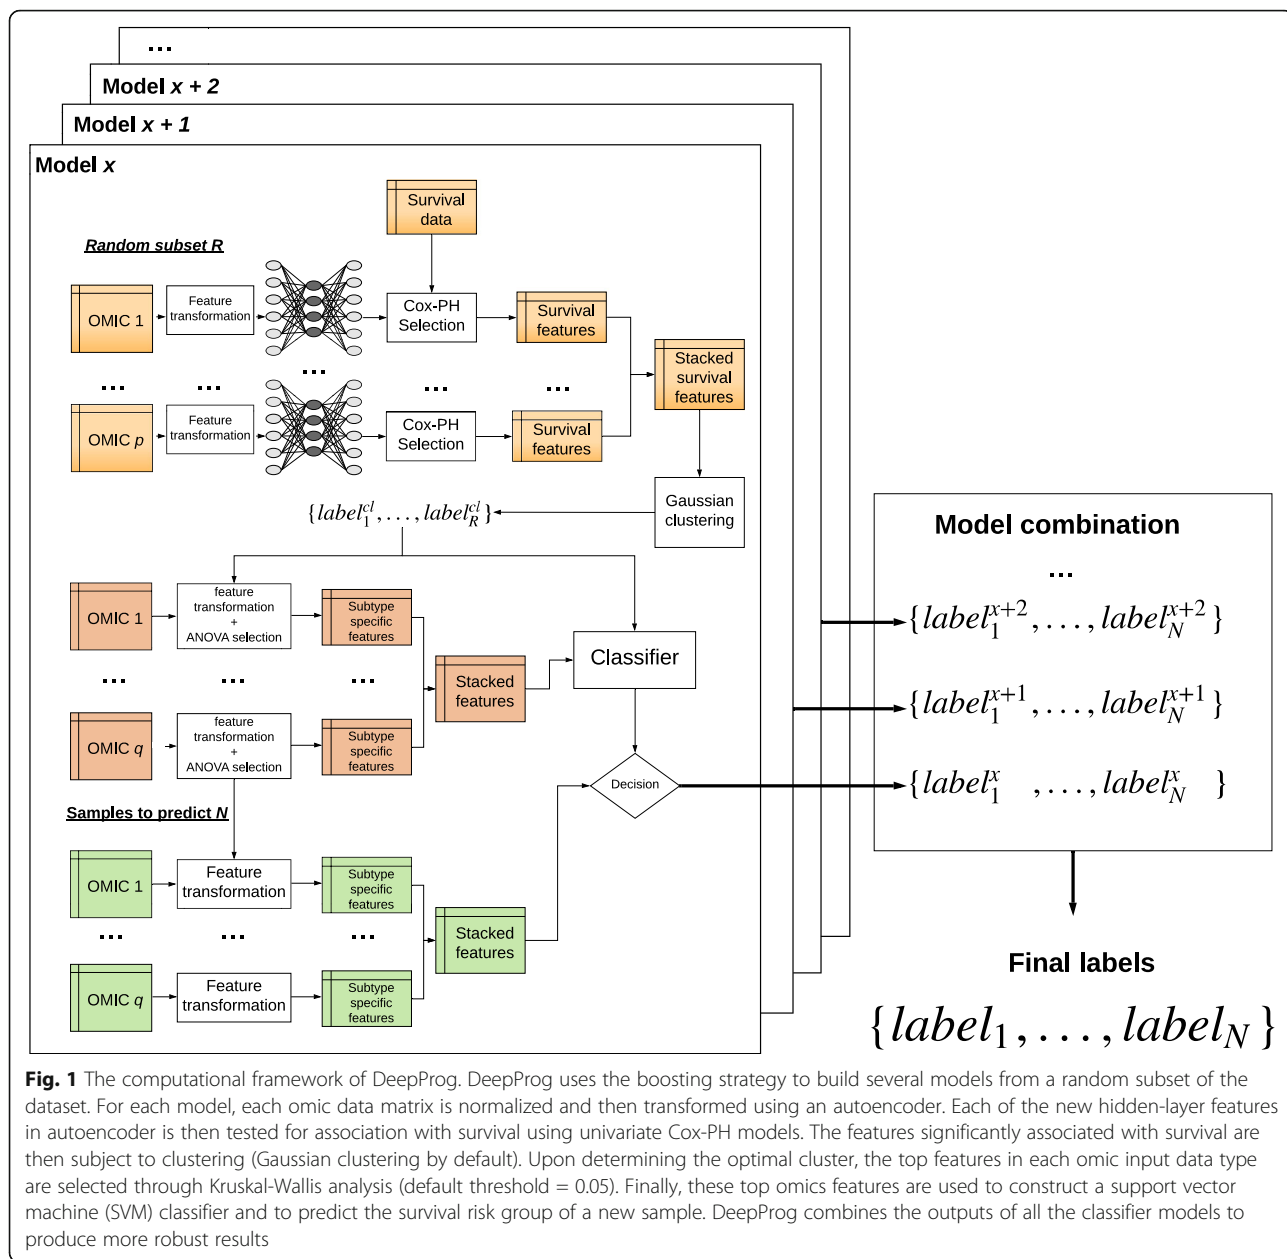 ...
Model x + 2
Model x + 1
Model x
Survival
data
Random subset R
OMIC 1
Feature
transformation
Cox-PH
Selection
Survival
features
...
...
...
...
...
Stacked
survival
features
OMIC p
Feature
transformation
Cox-PH
Selection
Survival
features
Gaussian
clustering
{label_1^{cl}, . . . , label_R^{cl}}
OMIC 1
feature
transformation
+
ANOVA selection
Subtype
specific
features
Classifier
...
...
...
Stacked
features
OMIC q
feature
transformation
+
ANOVA selection
Subtype
specific
features
Decision
Samples to predict N
OMIC 1
Feature
transformation
Subtype
specific
features
...
...
...
Stacked
features
OMIC q
Feature
transformation
Subtype
specific
features
Model combination
...
{label_1^{x+2}, . . . , label_N^{x+2}}
{label_1^{x+1}, . . . , label_N^{x+1}}
{label_1^x , . . . , label_N^x }
Final labels
{label_1, . . . , label_N}
Fig. 1 The computational framework of DeepProg. DeepProg uses the boosting strategy to build several models from a random subset of the
dataset. For each model, each omic data matrix is normalized and then transformed using an autoencoder. Each of the new hidden-layer features
in autoencoder is then tested for association with survival using univariate Cox-PH models. The features significantly associated with survival are
then subject to clustering (Gaussian clustering by default). Upon determining the optimal cluster, the top features in each omic input data type
are selected through Kruskal-Wallis analysis (default threshold = 0.05). Finally, these top omics features are used to construct a support vector
machine (SVM) classifier and to predict the survival risk group of a new sample. DeepProg combines the outputs of all the classifier models to
produce more robust results